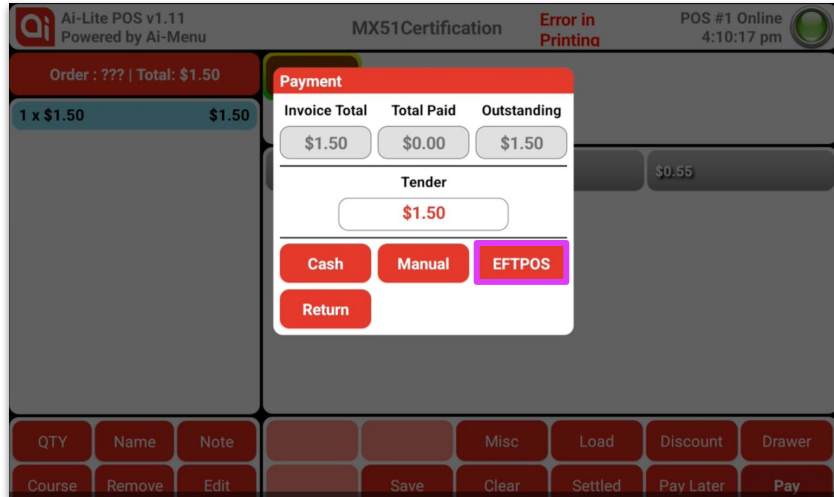 Ai-Lite POS v1.11
Powered by Ai-Menu
MX51Certification
Error in
Printing
POS #1 Online
4:10:17 pm
Order : ??? | Total: $1.50
1 x $1.50 $1.50
Payment
Invoice Total Total Paid Outstanding
$1.50 $0.00 $1.50
Tender
$1.50
Cash Manual EFTPOS
Return
$0.55
QTY Name Note Misc Load Discount Drawer
Course Remove Edit Save Clear Settled Pay Later Pay